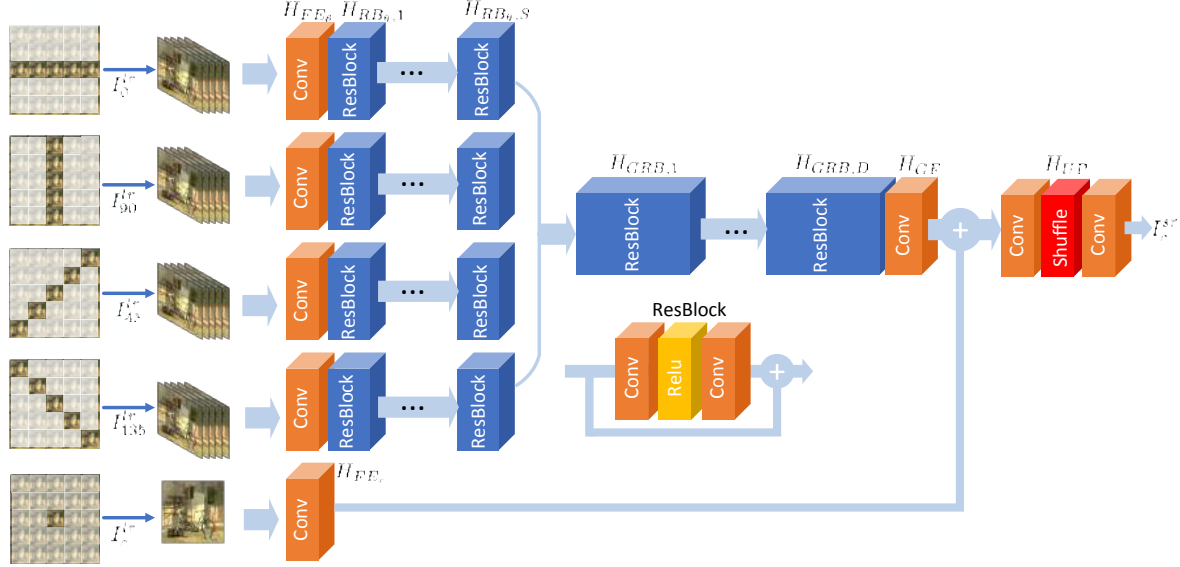 H_{FE_θ} H_{RB_θ,1} H_{RB_θ,S}
I_0^{lr} Conv ResBlock ... ResBlock
I_{90}^{lr} Conv ResBlock ... ResBlock
H_{GRB,1} H_{GRB,D} H_{GF} H_{UP}
ResBlock ... ResBlock Conv + Conv Shuffle Conv I_c^{sr}
I_{45}^{lr} Conv ResBlock ... ResBlock
ResBlock
Conv Relu Conv +
I_{135}^{lr} Conv ResBlock ... ResBlock
H_{FE_c}
I_c^{lr} Conv